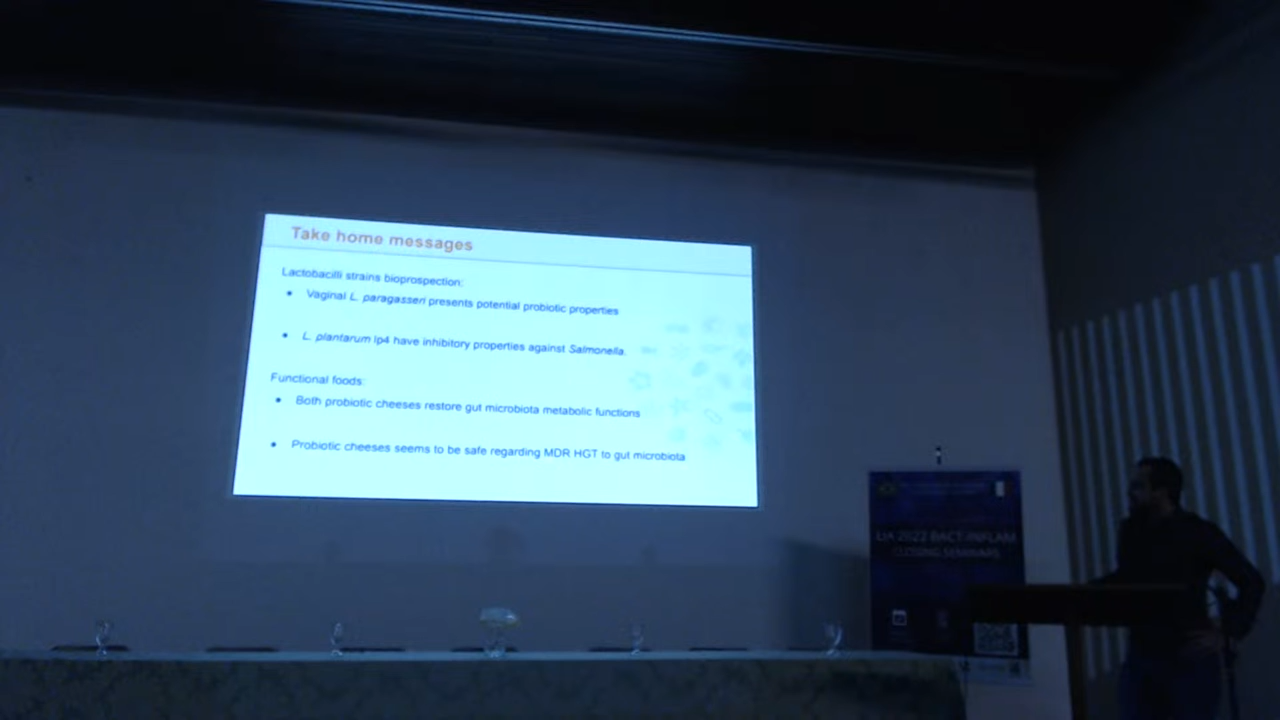 Take home messages
Lactobacilli strains bioprospection:
• Vaginal L. paragasseri presents potential probiotic properties
• L. plantarum lp4 have inhibitory properties against Salmonella.
Functional foods:
• Both probiotic cheeses restore gut microbiota metabolic functions
• Probiotic cheeses seems to be safe regarding MDR HGT to gut microbiota
LIA 2022 BACT-INFLAM
CLOSING SEMINARS